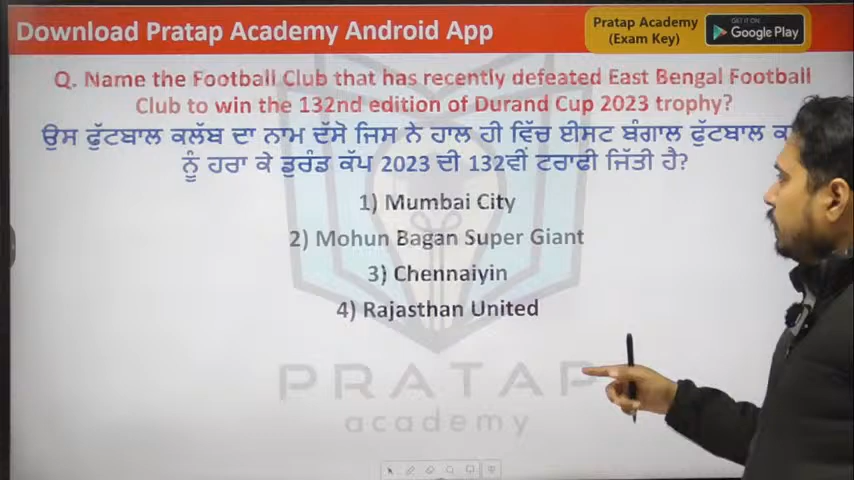 Download Pratap Academy Android App
Pratap Academy
(Exam Key)
GET IT ON
Google Play
Q. Name the Football Club that has recently defeated East Bengal Football
Club to win the 132nd edition of Durand Cup 2023 trophy?
ਉਸ ਫੁੱਟਬਾਲ ਕਲੱਬ ਦਾ ਨਾਮ ਦੱਸੋ ਜਿਸ ਨੇ ਹਾਲ ਹੀ ਵਿੱਚ ਈਸਟ ਬੰਗਾਲ ਫੁੱਟਬਾਲ
ਨੂੰ ਹਰਾ ਕੇ ਡੁਰੰਡ ਕੱਪ 2023 ਦੀ 132ਵੀਂ ਟਰਾਫੀ ਜਿੱਤੀ ਹੈ?
1) Mumbai City
2) Mohun Bagan Super Giant
3) Chennaiyin
4) Rajasthan United
PRATAP
academy